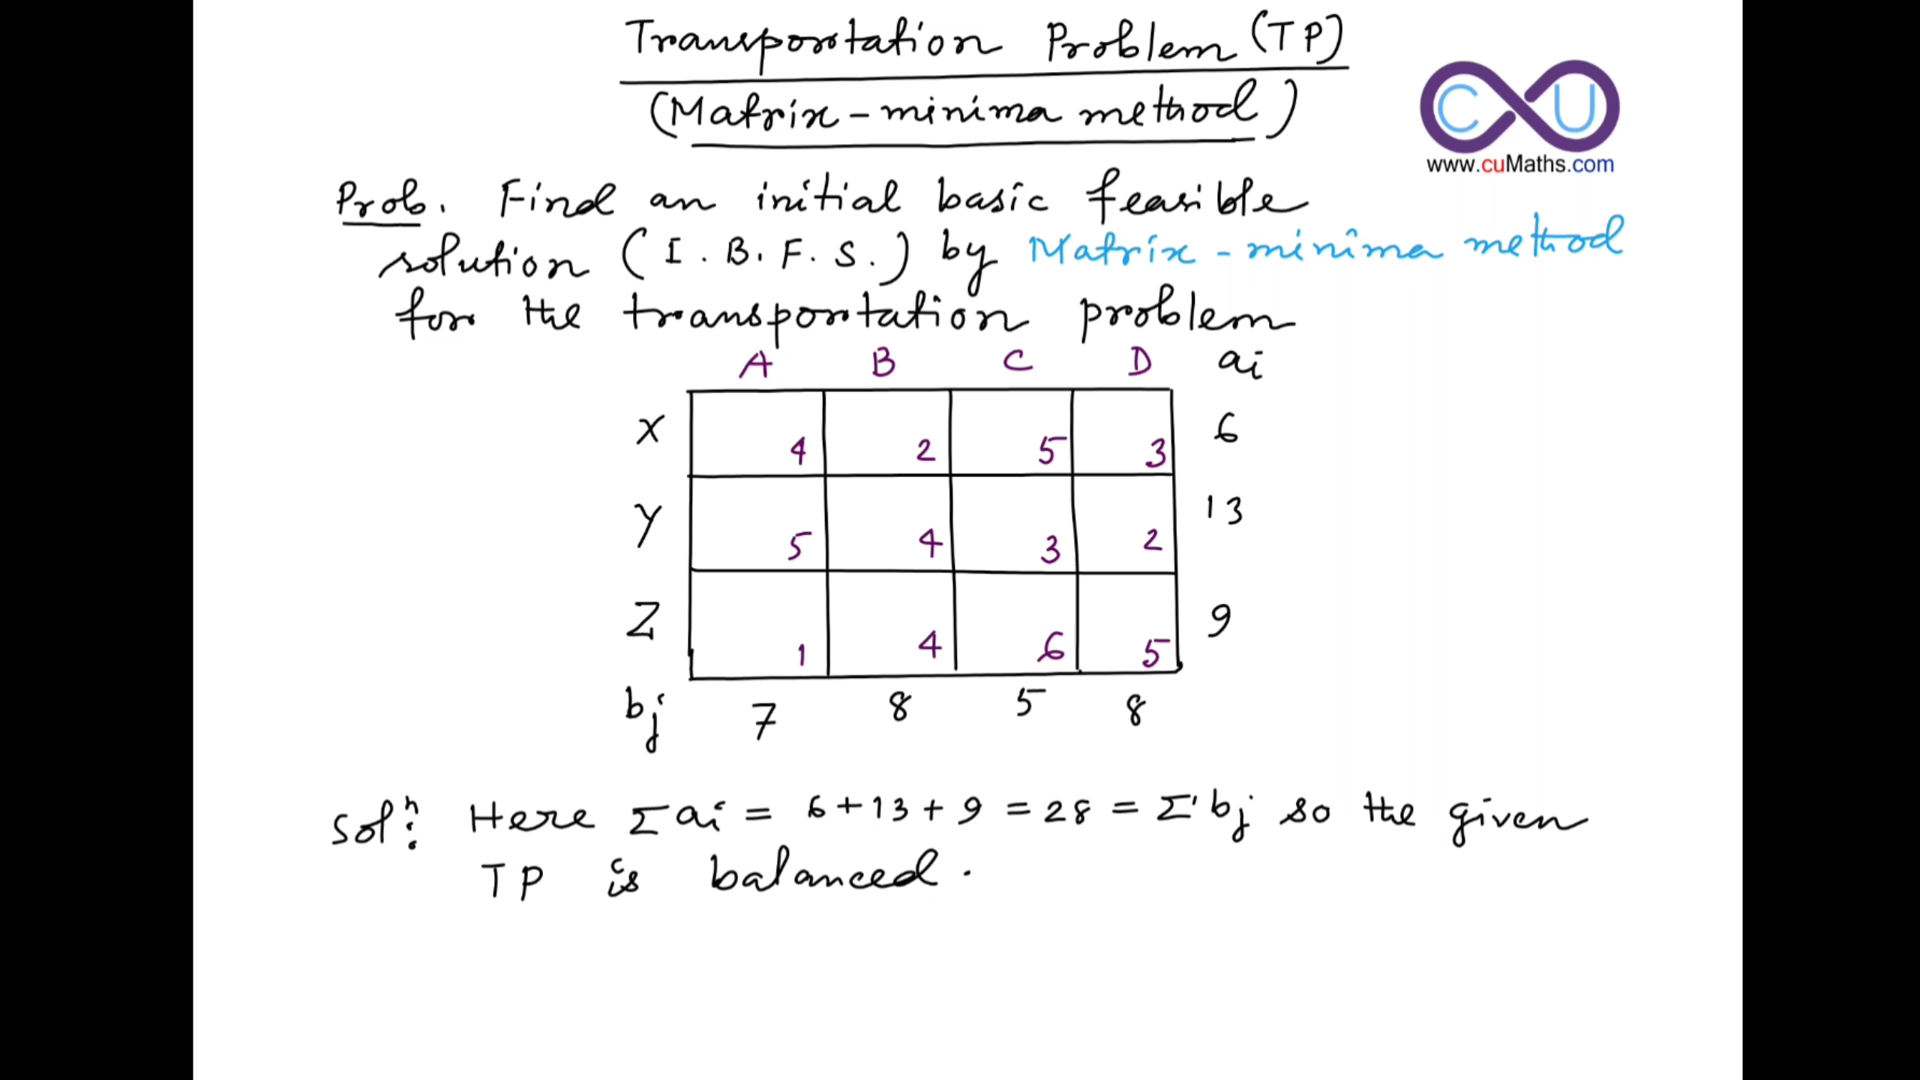 Transportation Problem (TP)
(Matrix-minima method)
CU
www.cuMaths.com
Prob. Find an initial basic feasible
solution (I.B.F.S.) by Matrix-minima method
for the transportation problem
A B C D ai
X 4 2 5 3 6
Y 5 4 3 2 13
Z 1 4 6 5 9
bj 7 8 5 8
Solⁿ: Here Σai = 6+13+9 = 28 = Σbj so the given
TP is balanced.